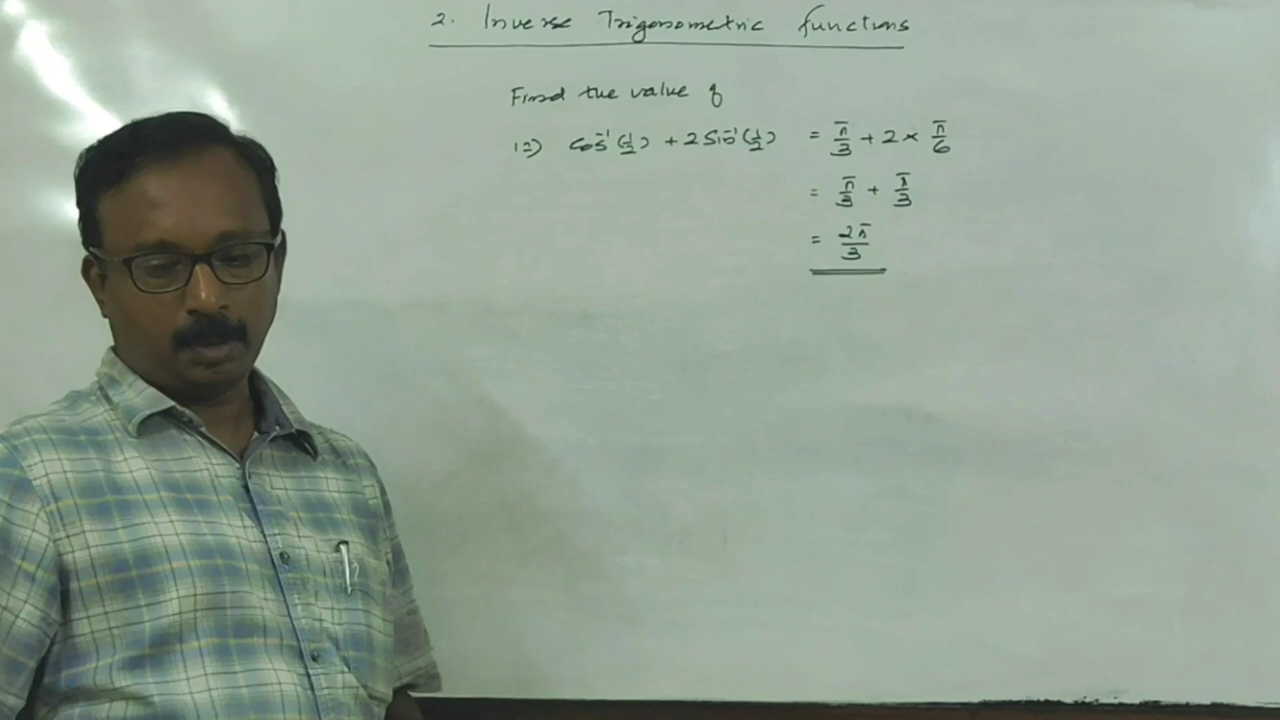 2. Inverse Trigonometric functions
Find the value of
12) cos⁻¹(1/2) + 2 sin⁻¹(1/2) = π/3 + 2 × π/6
= π/3 + π/3
= 2π/3